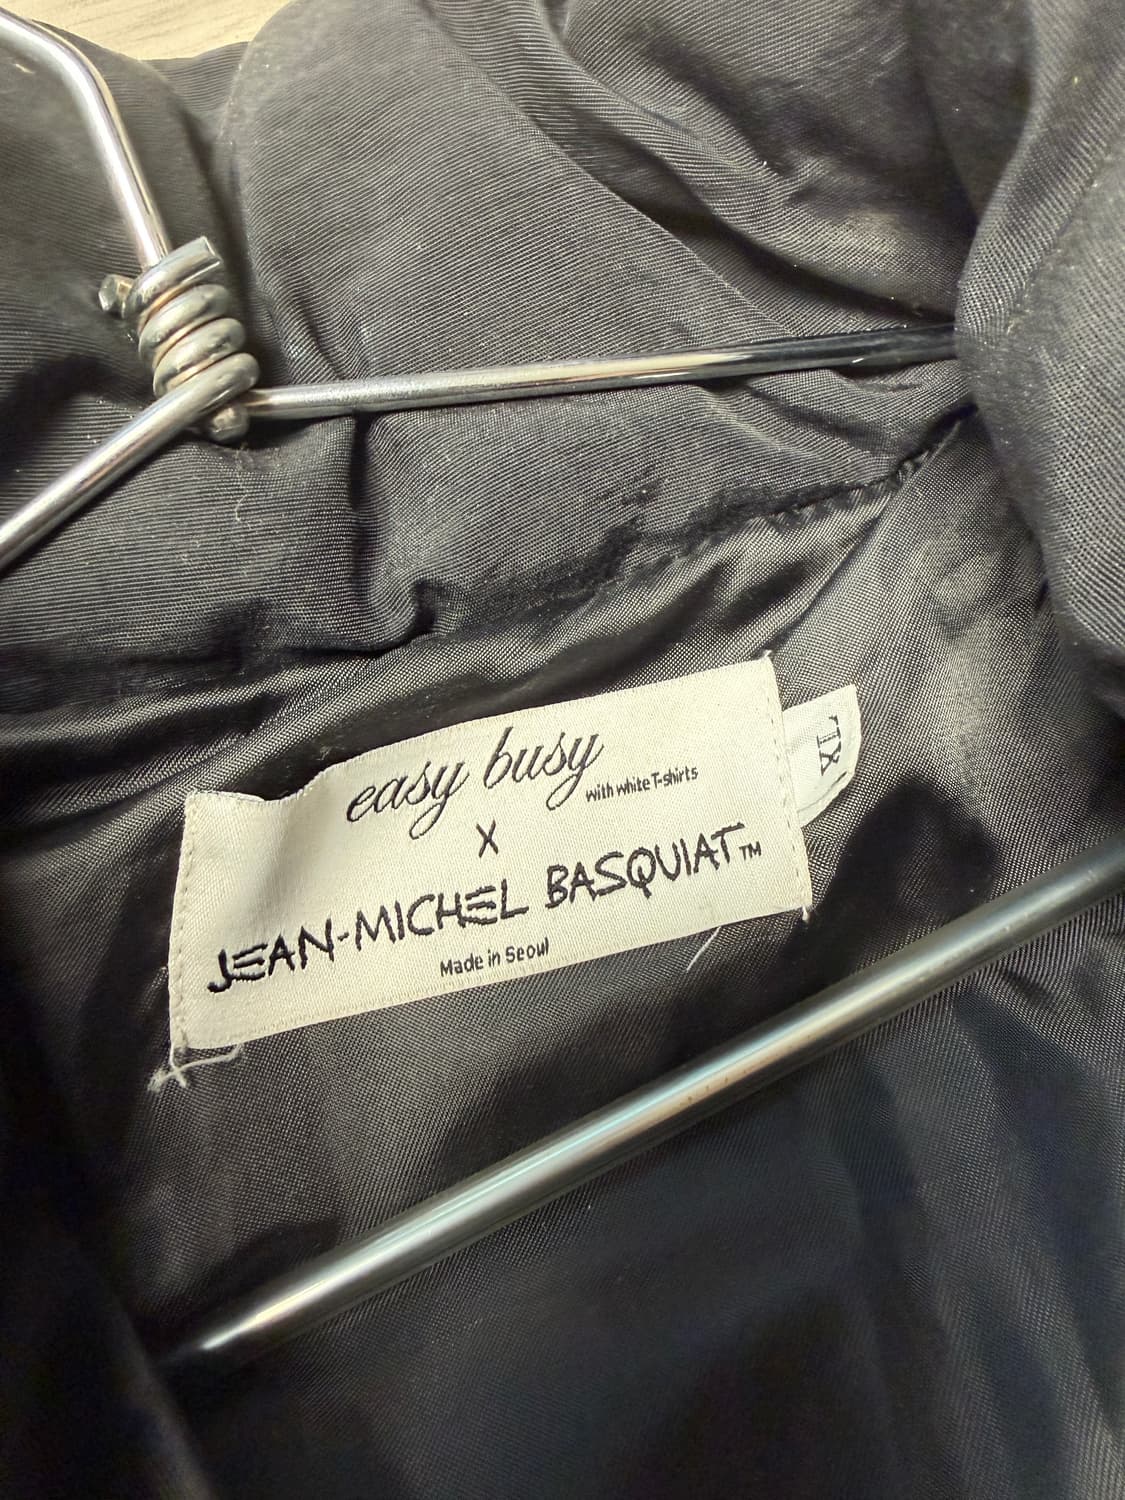 easy busy
with white T-shirts
X
JEAN-MICHEL BASQUIAT™
Made in Seoul
XL